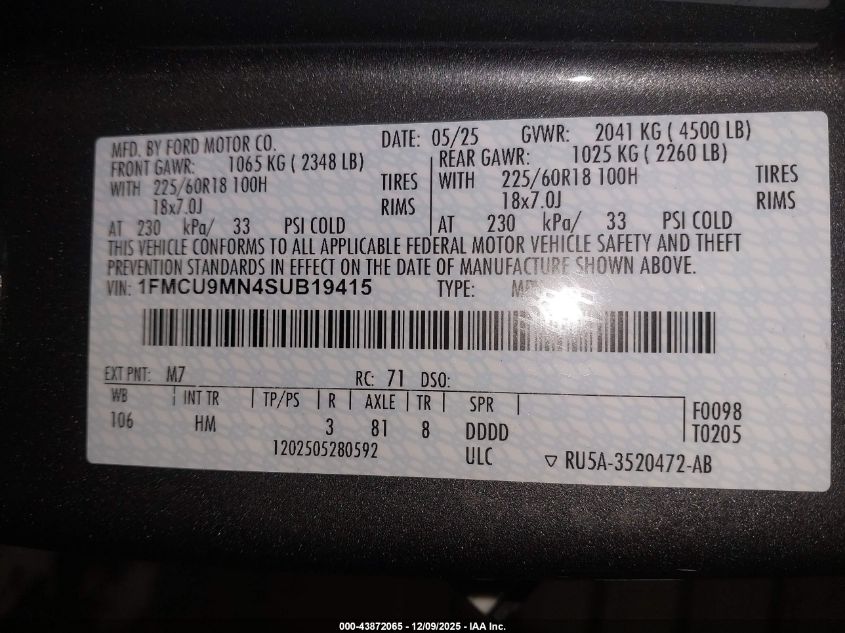 MFD. BY FORD MOTOR CO. DATE: 05/25 GVWR: 2041 KG ( 4500 LB)
FRONT GAWR: 1065 KG ( 2348 LB) REAR GAWR: 1025 KG ( 2260 LB)
WITH 225/60R18 100H TIRES WITH 225/60R18 100H TIRES
18x7.0J RIMS 18x7.0J RIMS
AT 230 kPa/ 33 PSI COLD AT 230 kPa/ 33 PSI COLD
THIS VEHICLE CONFORMS TO ALL APPLICABLE FEDERAL MOTOR VEHICLE SAFETY AND THEFT
PREVENTION STANDARDS IN EFFECT ON THE DATE OF MANUFACTURE SHOWN ABOVE.
VIN: 1FMCU9MN4SUB19415 TYPE:
EXT PNT: M7 RC: 71 DSO:
WB INT TR TP/PS R AXLE TR SPR F0098
106 HM 3 81 8 DDDD T0205
1202505280592 ULC ▽ RU5A-3520472-AB
000-43872065 - 12/09/2025 - IAA Inc.